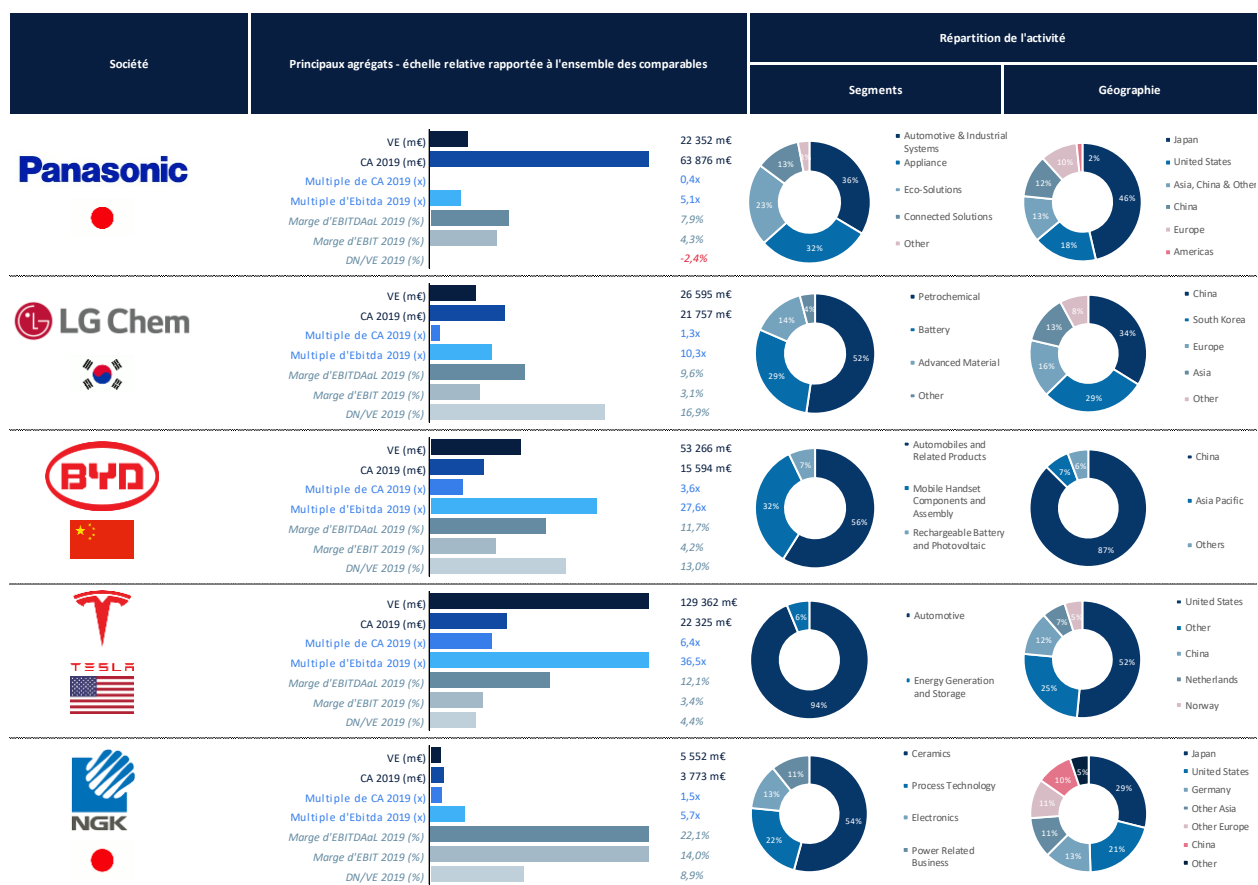 Société
Principaux agrégats - échelle relative rapportée à l'ensemble des comparables
Répartition de l'activité
Segments
Géographie
Panasonic
VE (m€) 22 352 m€
CA 2019 (m€) 63 876 m€
Multiple de CA 2019 (x) 0,4x
Multiple d'Ebitda 2019 (x) 5,1x
Marge d'EBITDAaL 2019 (%) 7,9%
Marge d'EBIT 2019 (%) 4,3%
DN/VE 2019 (%) -2,4%
36%
32%
23%
13%
Automotive & Industrial
Systems
Appliance
Eco-Solutions
Connected Solutions
Other
46%
18%
13%
12%
10%
2%
Japan
United States
Asia, China & Other
China
Europe
Americas
LG Chem
VE (m€) 26 595 m€
CA 2019 (m€) 21 757 m€
Multiple de CA 2019 (x) 1,3x
Multiple d'Ebitda 2019 (x) 10,3x
Marge d'EBITDAaL 2019 (%) 9,6%
Marge d'EBIT 2019 (%) 3,1%
DN/VE 2019 (%) 16,9%
52%
29%
14%
4%
Petrochemical
Battery
Advanced Material
Other
34%
29%
16%
13%
8%
China
South Korea
Europe
Asia
Other
BYD
VE (m€) 53 266 m€
CA 2019 (m€) 15 594 m€
Multiple de CA 2019 (x) 3,6x
Multiple d'Ebitda 2019 (x) 27,6x
Marge d'EBITDAaL 2019 (%) 11,7%
Marge d'EBIT 2019 (%) 4,2%
DN/VE 2019 (%) 13,0%
56%
32%
7%
Automobiles and
Related Products
Mobile Handset
Components and
Assembly
Rechargeable Battery
and Photovoltaic
87%
7%
6%
China
Asia Pacific
Others
TESLA
VE (m€) 129 362 m€
CA 2019 (m€) 22 325 m€
Multiple de CA 2019 (x) 6,4x
Multiple d'Ebitda 2019 (x) 36,5x
Marge d'EBITDAaL 2019 (%) 12,1%
Marge d'EBIT 2019 (%) 3,4%
DN/VE 2019 (%) 4,4%
94%
6%
Automotive
Energy Generation
and Storage
52%
25%
12%
7%
5%
United States
Other
China
Netherlands
Norway
NGK
VE (m€) 5 552 m€
CA 2019 (m€) 3 773 m€
Multiple de CA 2019 (x) 1,5x
Multiple d'Ebitda 2019 (x) 5,7x
Marge d'EBITDAaL 2019 (%) 22,1%
Marge d'EBIT 2019 (%) 14,0%
DN/VE 2019 (%) 8,9%
54%
22%
13%
11%
Ceramics
Process Technology
Electronics
Power Related
Business
29%
21%
13%
11%
11%
10%
5%
Japan
United States
Germany
Other Asia
Other Europe
China
Other